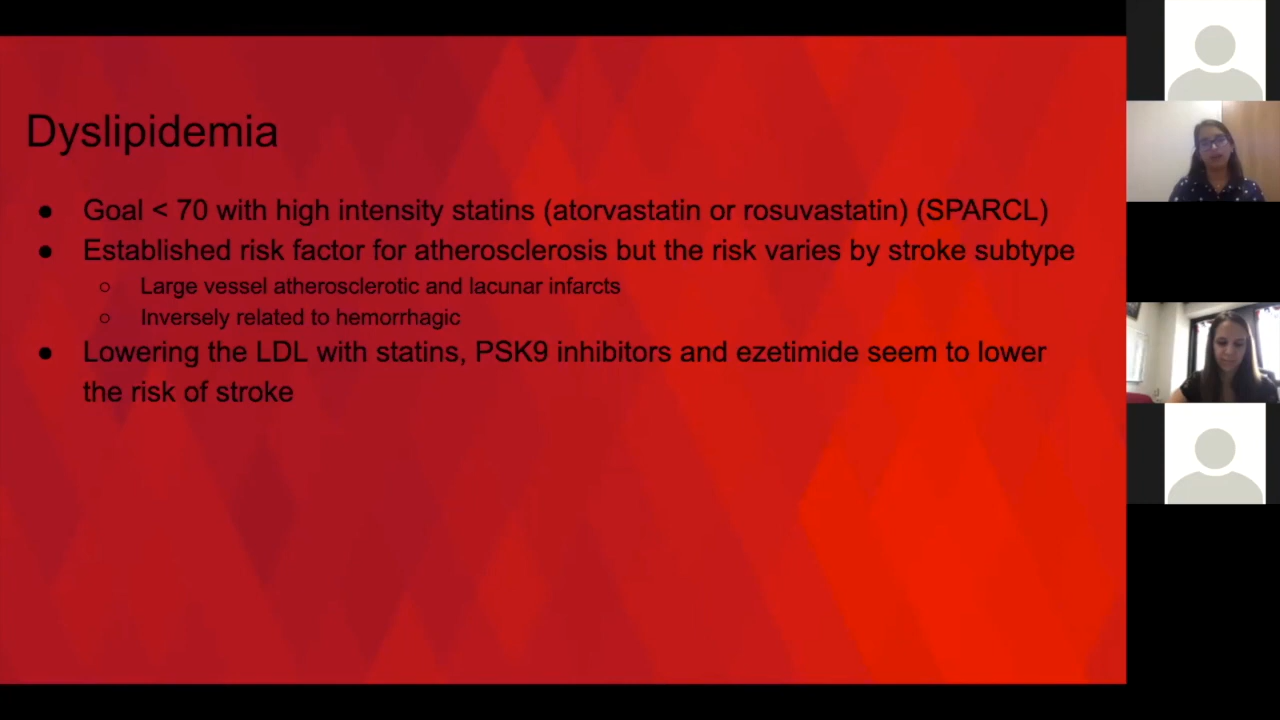 Dyslipidemia
● Goal < 70 with high intensity statins (atorvastatin or rosuvastatin) (SPARCL)
● Established risk factor for atherosclerosis but the risk varies by stroke subtype
○ Large vessel atherosclerotic and lacunar infarcts
○ Inversely related to hemorrhagic
● Lowering the LDL with statins, PSK9 inhibitors and ezetimide seem to lower
the risk of stroke